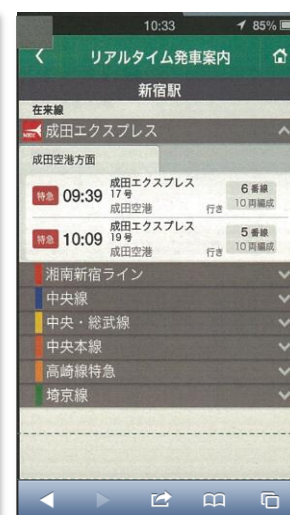 10:33 85%
リアルタイム発車案内
新宿駅
在来線
成田エクスプレス
成田空港方面
特急 09:39 成田エクスプレス 17号 成田空港 行き 6番線 10両編成
特急 10:09 成田エクスプレス 19号 成田空港 行き 5番線 10両編成
湘南新宿ライン
中央線
中央・総武線
中央本線
高崎線特急
埼京線